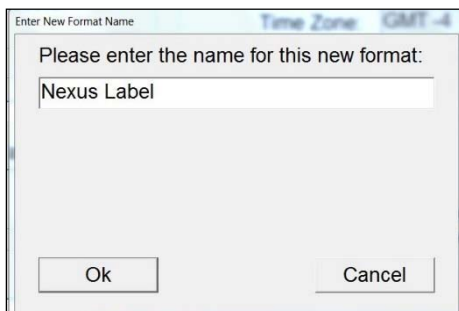 Enter New Format Name
Time Zone: GMT -4
Please enter the name for this new format:
Nexus Label
Ok
Cancel